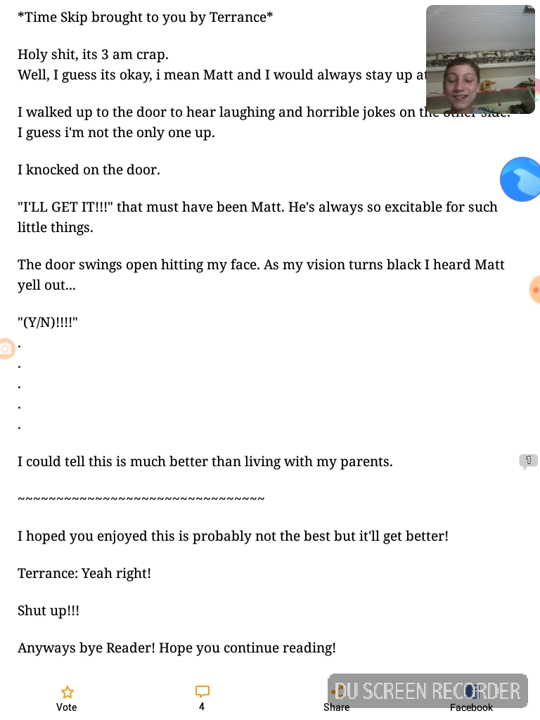 *Time Skip brought to you by Terrance*
Holy shit, its 3 am crap.
Well, I guess its okay, i mean Matt and I would always stay up at
I walked up to the door to hear laughing and horrible jokes on the other side.
I guess i'm not the only one up.
I knocked on the door.
"I'LL GET IT!!!" that must have been Matt. He's always so excitable for such
little things.
The door swings open hitting my face. As my vision turns black I heard Matt
yell out...
"(Y/N)!!!!"
.
.
.
.
.
I could tell this is much better than living with my parents.
1
~~~~~~~~~~~~~~~~~~~~~~~~~~~~~~~~
I hoped you enjoyed this is probably not the best but it'll get better!
Terrance: Yeah right!
Shut up!!!
Anyways bye Reader! Hope you continue reading!
DU SCREEN RECORDER
Vote
4
Share
Facebook